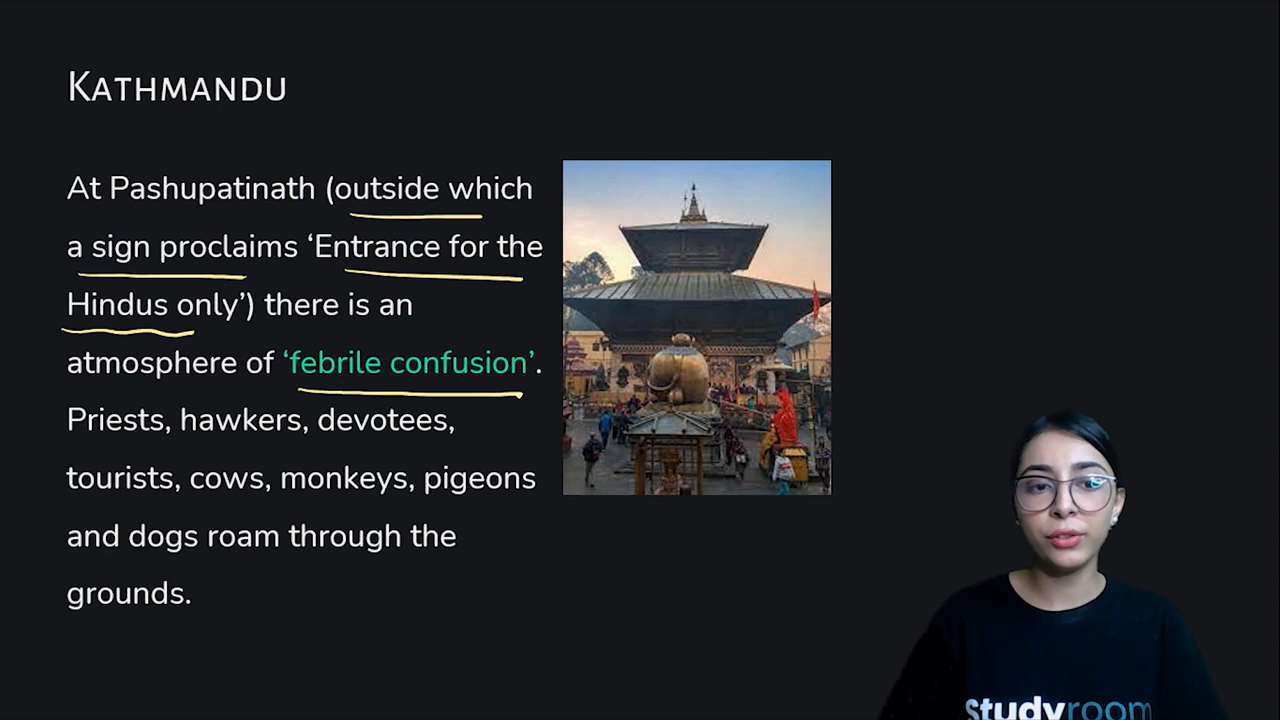 KATHMANDU
At Pashupatinath (outside which
a sign proclaims ‘Entrance for the
Hindus only’) there is an
atmosphere of ‘febrile confusion’.
Priests, hawkers, devotees,
tourists, cows, monkeys, pigeons
and dogs roam through the
grounds.
Studyroom